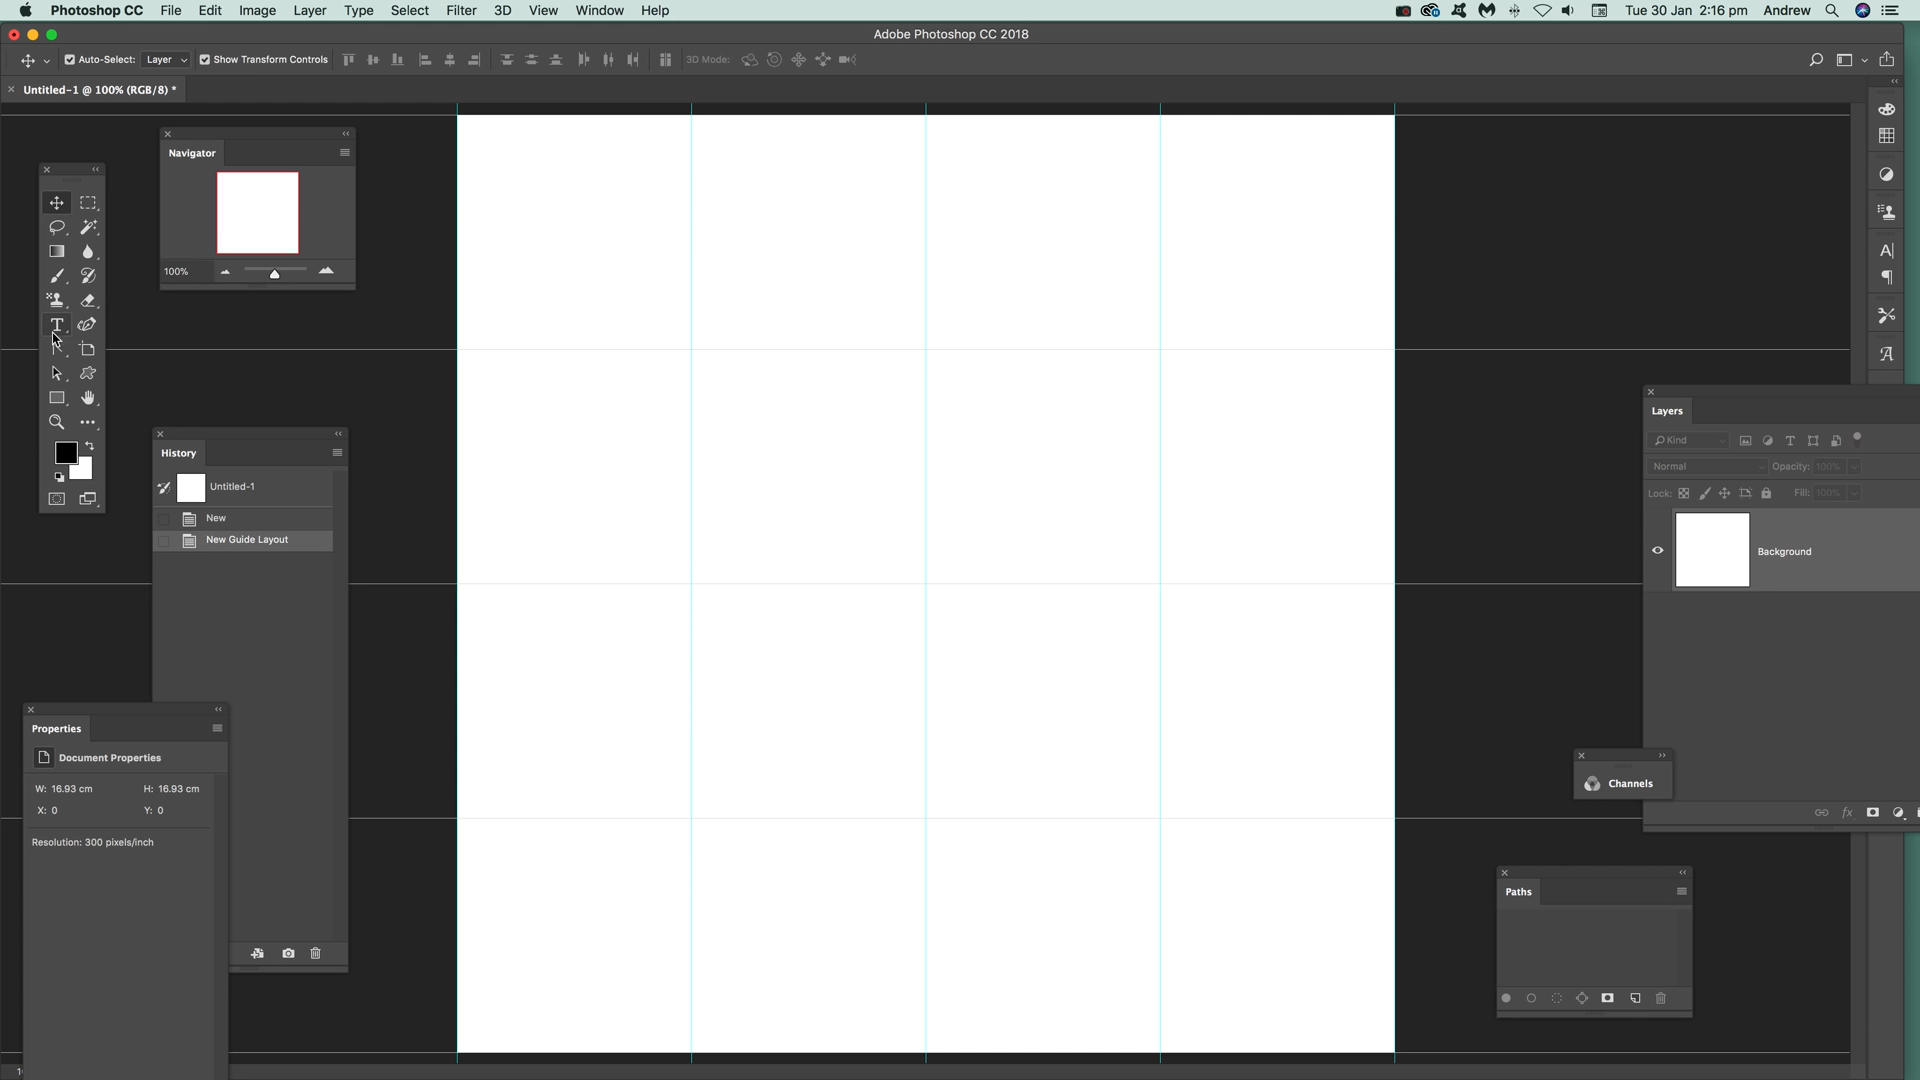 Photoshop CC File Edit Image Layer Type Select Filter 3D View Window Help Tue 30 Jan 2:16 pm Andrew
Adobe Photoshop CC 2018
Auto-Select: Layer Show Transform Controls 3D Mode:
Untitled-1 @ 100% (RGB/8) *
Navigator
100%
History
Untitled-1
New
New Guide Layout
Properties
Document Properties
W: 16.93 cm H: 16.93 cm
X: 0 Y: 0
Resolution: 300 pixels/inch
Layers
Kind
Normal Opacity: 100%
Lock: Fill: 100%
Background
Channels
fx
Paths